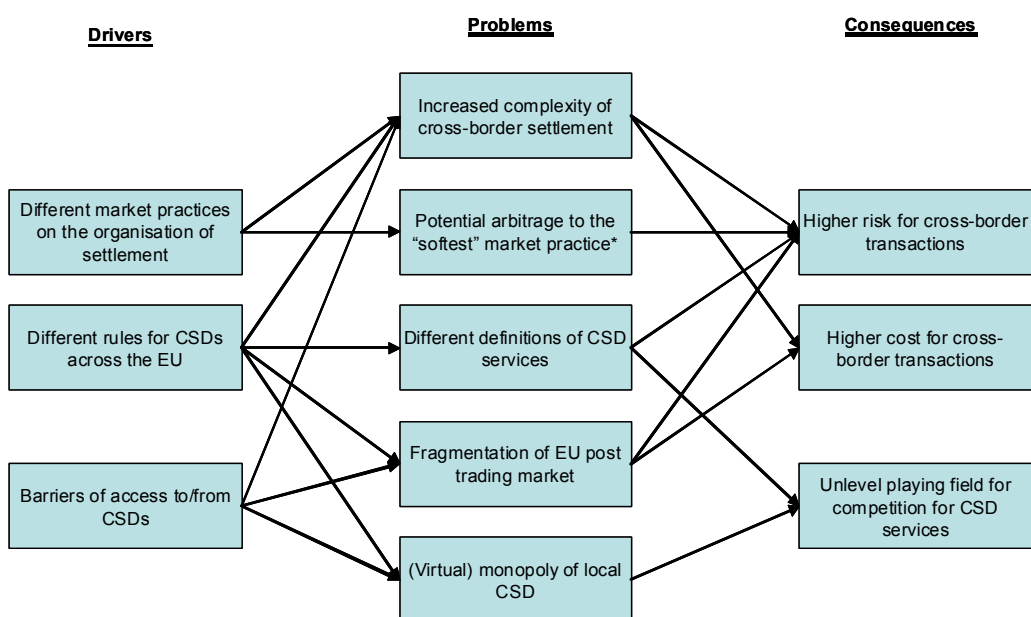 Drivers
Different market practices
on the organisation of
settlement
Different rules for CSDs
across the EU
Barriers of access to/from
CSDs
Problems
Increased complexity of
cross-border settlement
Potential arbitrage to the
“softest” market practice*
Different definitions of CSD
services
Fragmentation of EU post
trading market
(Virtual) monopoly of local
CSD
Consequences
Higher risk for cross-border
transactions
Higher cost for cross-
border transactions
Unlevel playing field for
competition for CSD
services